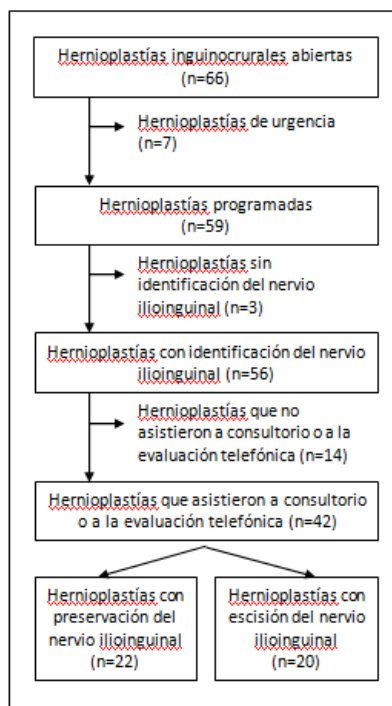 Hernioplastías inguinocrurales abiertas
(n=66)
Hernioplastías
de urgencia
(n=7)
Hernioplastías programadas
(n=59)
Hernioplastías
sin
identificación del nervio
ilioinguinal (n=3)
Hernioplastías con identificación del nervio
ilioinguinal (n=56)
Hernioplastías que no
asistieron a consultorio o a la
evaluación telefónica (n=14)
Hernioplastías que asistieron a consultorio
o a la evaluación telefónica (n=42)
Hernioplastías con
preservación del
nervio ilioinguinal
(n=22)
Hernioplastías con
escisión del nervio
ilioinguinal
(n=20)